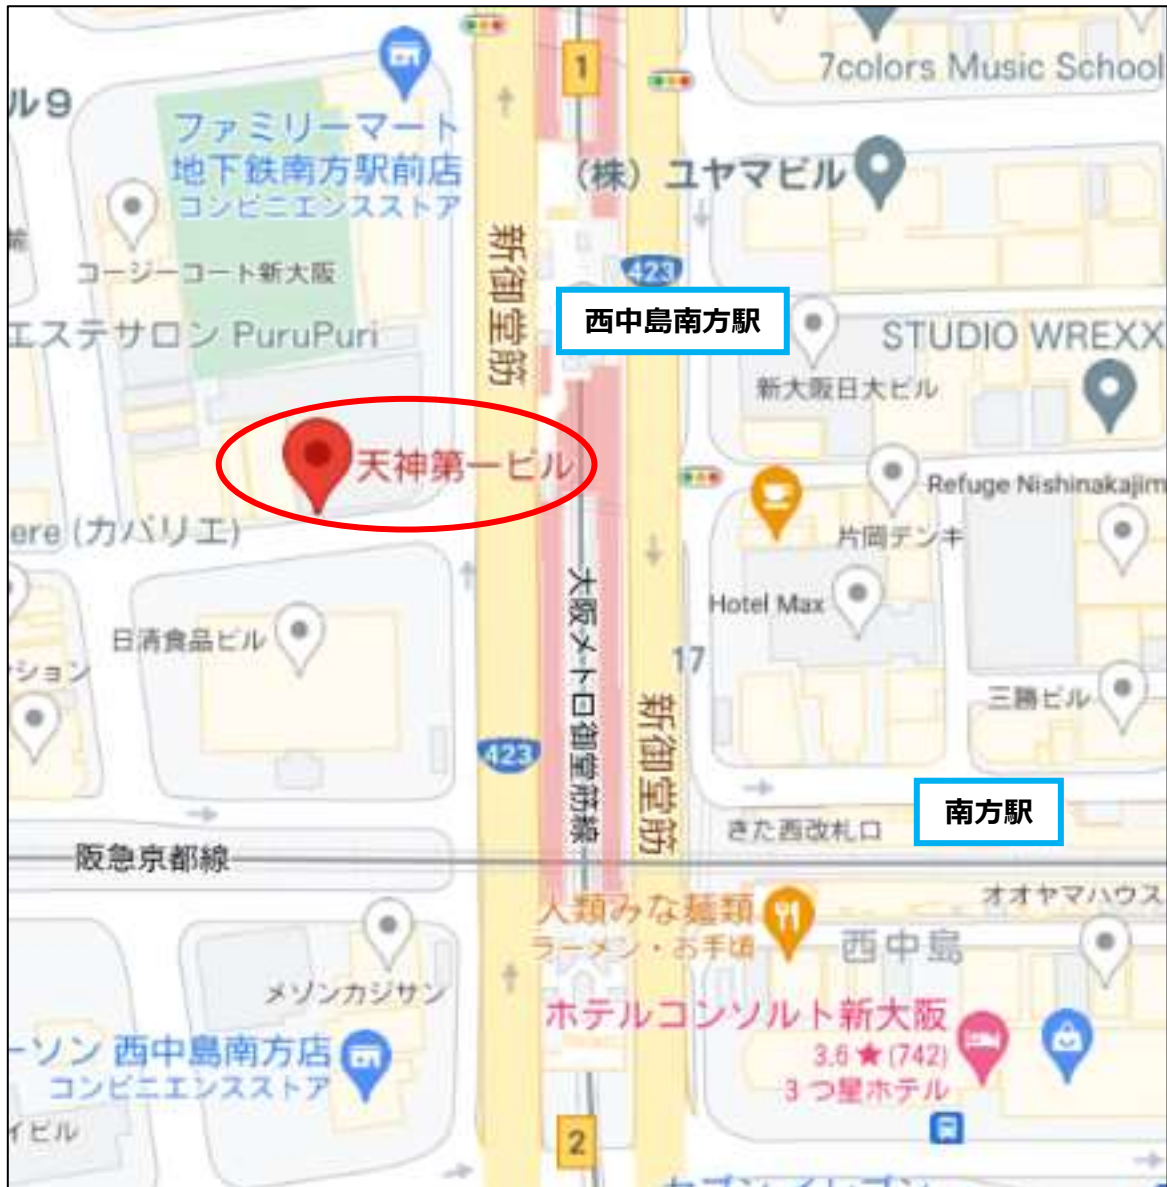 1
7colors Music School
ル9
ファミリーマート
地下鉄南方駅前店
コンビニエンスストア
(株) ユヤマビル
コージーコート新大阪
新御堂筋
423
西中島南方駅
エステサロン PuruPuri
STUDIO WREXX
新大阪日大ビル
天神第一ビル
Refuge Nishinakajim
ere (カバリエ)
片岡デンキ
大阪メトロ御堂筋線
Hotel Max
日清食品ビル
17
ション
三勝ビル
新御堂筋
423
南方駅
きた西改札口
阪急京都線
オオヤマハウス
人類みな麺類
ラーメン・お手頃
西中島
メゾンカジサン
ホテルコンソルト新大阪
3.6 ★ (742)
3 つ星ホテル
ーソン 西中島南方店
コンビニエンスストア
イビル
2